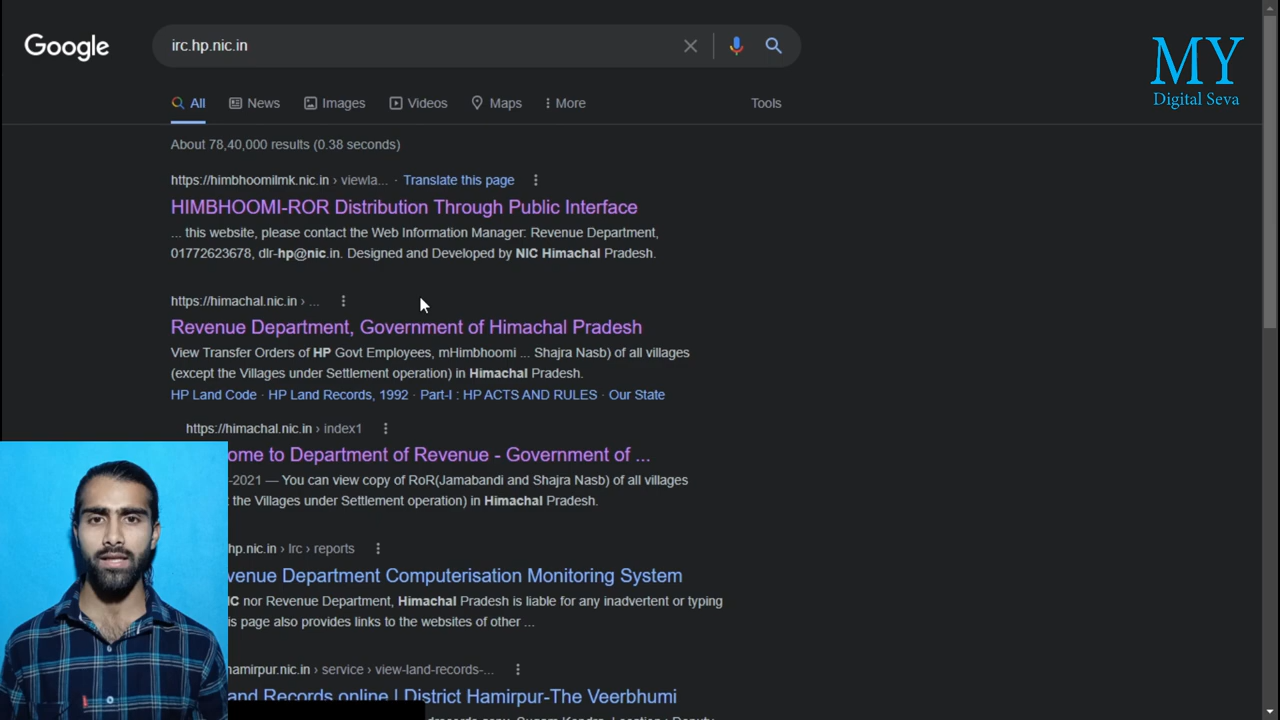 Google
irc.hp.nic.in
MY
Digital Seva
All News Images Videos Maps More Tools
About 78,40,000 results (0.38 seconds)
https://himbhoomilmk.nic.in › viewla... · Translate this page
HIMBHOOMI-ROR Distribution Through Public Interface
... this website, please contact the Web Information Manager: Revenue Department,
01772623678, dlr-hp@nic.in. Designed and Developed by NIC Himachal Pradesh.
https://himachal.nic.in › ...
Revenue Department, Government of Himachal Pradesh
View Transfer Orders of HP Govt Employees, mHimbhoomi ... Shajra Nasb) of all villages
(except the Villages under Settlement operation) in Himachal Pradesh.
HP Land Code · HP Land Records, 1992 · Part-I : HP ACTS AND RULES · Our State
https://himachal.nic.in › index1
ome to Department of Revenue - Government of ...
-2021 — You can view copy of RoR(Jamabandi and Shajra Nasb) of all villages
the Villages under Settlement operation) in Himachal Pradesh.
hp.nic.in › lrc › reports
venue Department Computerisation Monitoring System
IC nor Revenue Department, Himachal Pradesh is liable for any inadvertent or typing
is page also provides links to the websites of other ...
hamirpur.nic.in › service › view-land-records-...
and Records online | District Hamirpur-The Veerbhumi